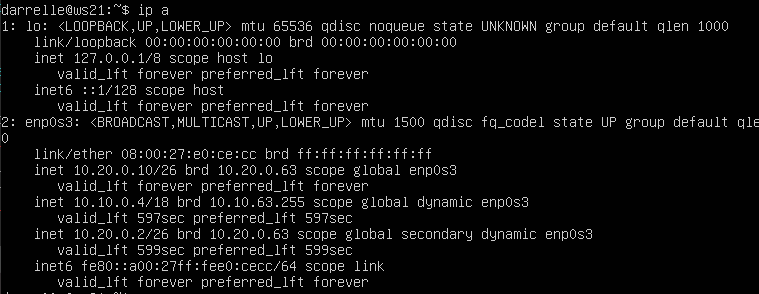 darrelle@ws21:~$ ip a
1: lo: <LOOPBACK,UP,LOWER_UP> mtu 65536 qdisc noqueue state UNKNOWN group default qlen 1000
    link/loopback 00:00:00:00:00:00 brd 00:00:00:00:00:00
    inet 127.0.0.1/8 scope host lo
       valid_lft forever preferred_lft forever
    inet6 ::1/128 scope host
       valid_lft forever preferred_lft forever
2: enp0s3: <BROADCAST,MULTICAST,UP,LOWER_UP> mtu 1500 qdisc fq_codel state UP group default qle
0
    link/ether 08:00:27:e0:ce:cc brd ff:ff:ff:ff:ff:ff
    inet 10.20.0.10/26 brd 10.20.0.63 scope global enp0s3
       valid_lft forever preferred_lft forever
    inet 10.10.0.4/18 brd 10.10.63.255 scope global dynamic enp0s3
       valid_lft 597sec preferred_lft 597sec
    inet 10.20.0.2/26 brd 10.20.0.63 scope global secondary dynamic enp0s3
       valid_lft 599sec preferred_lft 599sec
    inet6 fe80::a00:27ff:fee0:cecc/64 scope link
       valid_lft forever preferred_lft forever